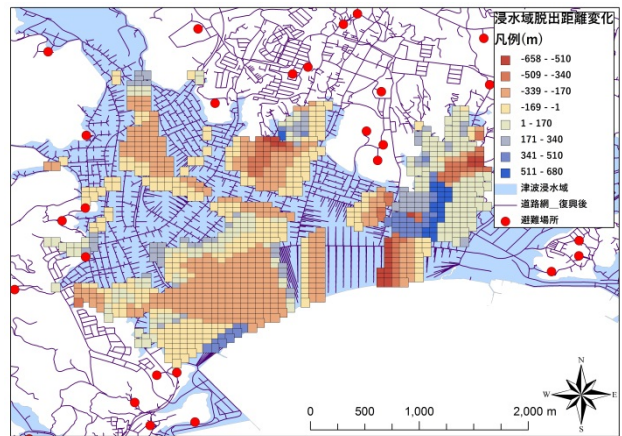 浸水域脱出距離変化
凡例(m)
-658 - -510
-509 - -340
-339 - -170
-169 - -1
1 - 170
171 - 340
341 - 510
511 - 680
津波浸水域
道路網__復興後
避難場所
N
W E
S
0 500 1,000 2,000 m